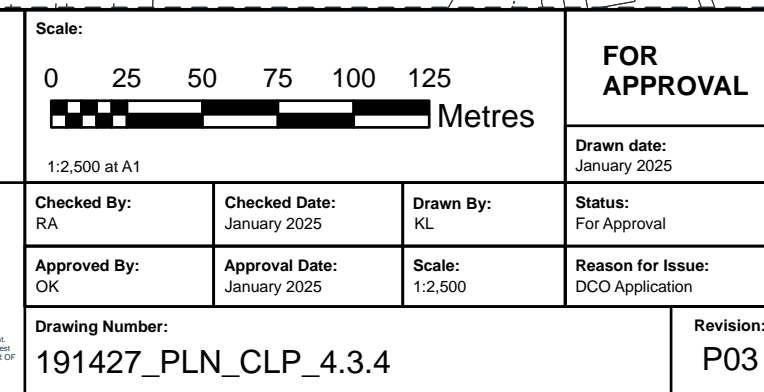 Scale:
0 25 50 75 100 125
Metres
1:2,500 at A1
FOR
APPROVAL
Drawn date:
January 2025
Checked By:
RA
Checked Date:
January 2025
Drawn By:
KL
Status:
For Approval
Approved By:
OK
Approval Date:
January 2025
Scale:
1:2,500
Reason for Issue:
DCO Application
Drawing Number:
191427_PLN_CLP_4.3.4
Revision:
P03